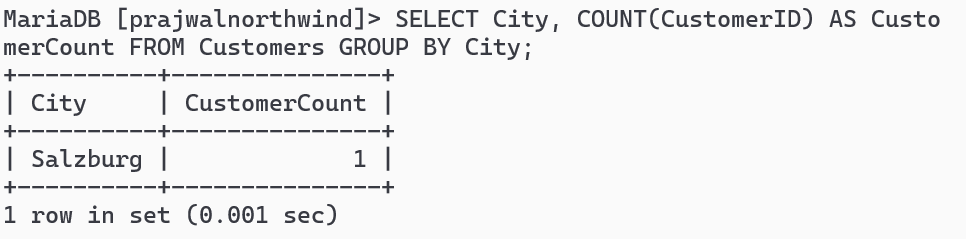 MariaDB [prajwalnorthwind]> SELECT City, COUNT(CustomerID) AS Custo
merCount FROM Customers GROUP BY City;
+----------+---------------+
| City     | CustomerCount |
+----------+---------------+
| Salzburg |             1 |
+----------+---------------+
1 row in set (0.001 sec)